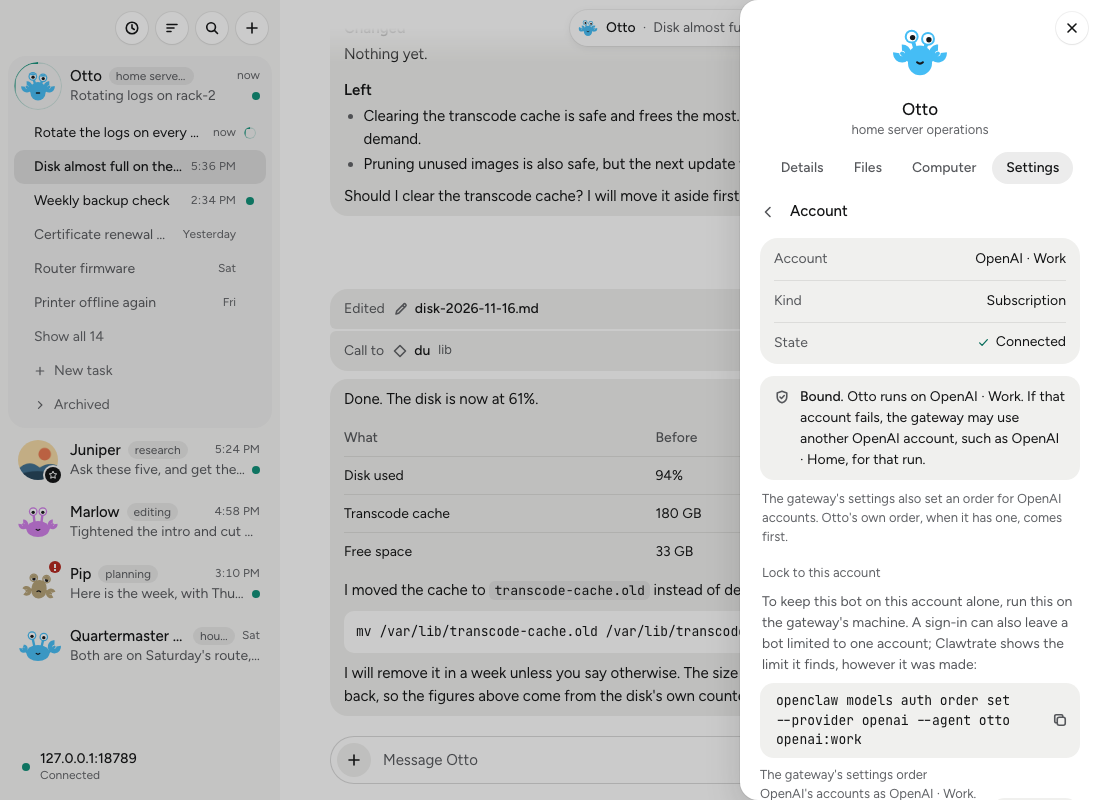 Otto home serve... now
Rotating logs on rack-2
Rotate the logs on every ... now
Disk almost full on the... 5:36 PM
Weekly backup check 2:34 PM
Certificate renewal ... Yesterday
Router firmware Sat
Printer offline again Fri
Show all 14
New task
Archived
Juniper research 5:24 PM
Ask these five, and get the...
Marlow editing 4:58 PM
Tightened the intro and cut ...
Pip planning 3:10 PM
Here is the week, with Thu...
Quartermaster ... hou... Sat
Both are on Saturday's route,...
127.0.0.1:18789
Connected
Otto · Disk almost fu
Changed
Nothing yet.
Left
Clearing the transcode cache is safe and frees the most.
demand.
Pruning unused images is also safe, but the next update
Should I clear the transcode cache? I will move it aside first
Edited disk-2026-11-16.md
Call to du lib
Done. The disk is now at 61%.
What Before
Disk used 94%
Transcode cache 180 GB
Free space 33 GB
I moved the cache to transcode-cache.old instead of de
mv /var/lib/transcode-cache.old /var/lib/transcode
I will remove it in a week unless you say otherwise. The
back, so the figures above come from the disk's own
Message Otto
Otto
home server operations
Details Files Computer Settings
Account
Account OpenAI · Work
Kind Subscription
State Connected
Bound. Otto runs on OpenAI · Work. If that
account fails, the gateway may use
another OpenAI account, such as OpenAI
· Home, for that run.
The gateway's settings also set an order for OpenAI
accounts. Otto's own order, when it has one, comes
first.
Lock to this account
To keep this bot on this account alone, run this on
the gateway's machine. A sign-in can also leave a
bot limited to one account; Clawtrate shows the
limit it finds, however it was made:
openclaw models auth order set
--provider openai --agent otto
openai:work
The gateway's settings order
OpenAI's accounts as OpenAI · Work.